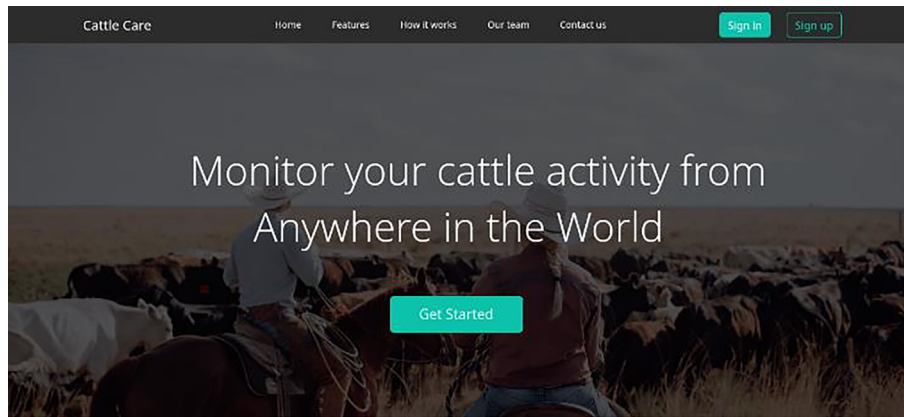 Cattle Care
Home
Features
How it works
Our team
Contact us
Sign in
Sign up
Monitor your cattle activity from
Anywhere in the World
Get Started